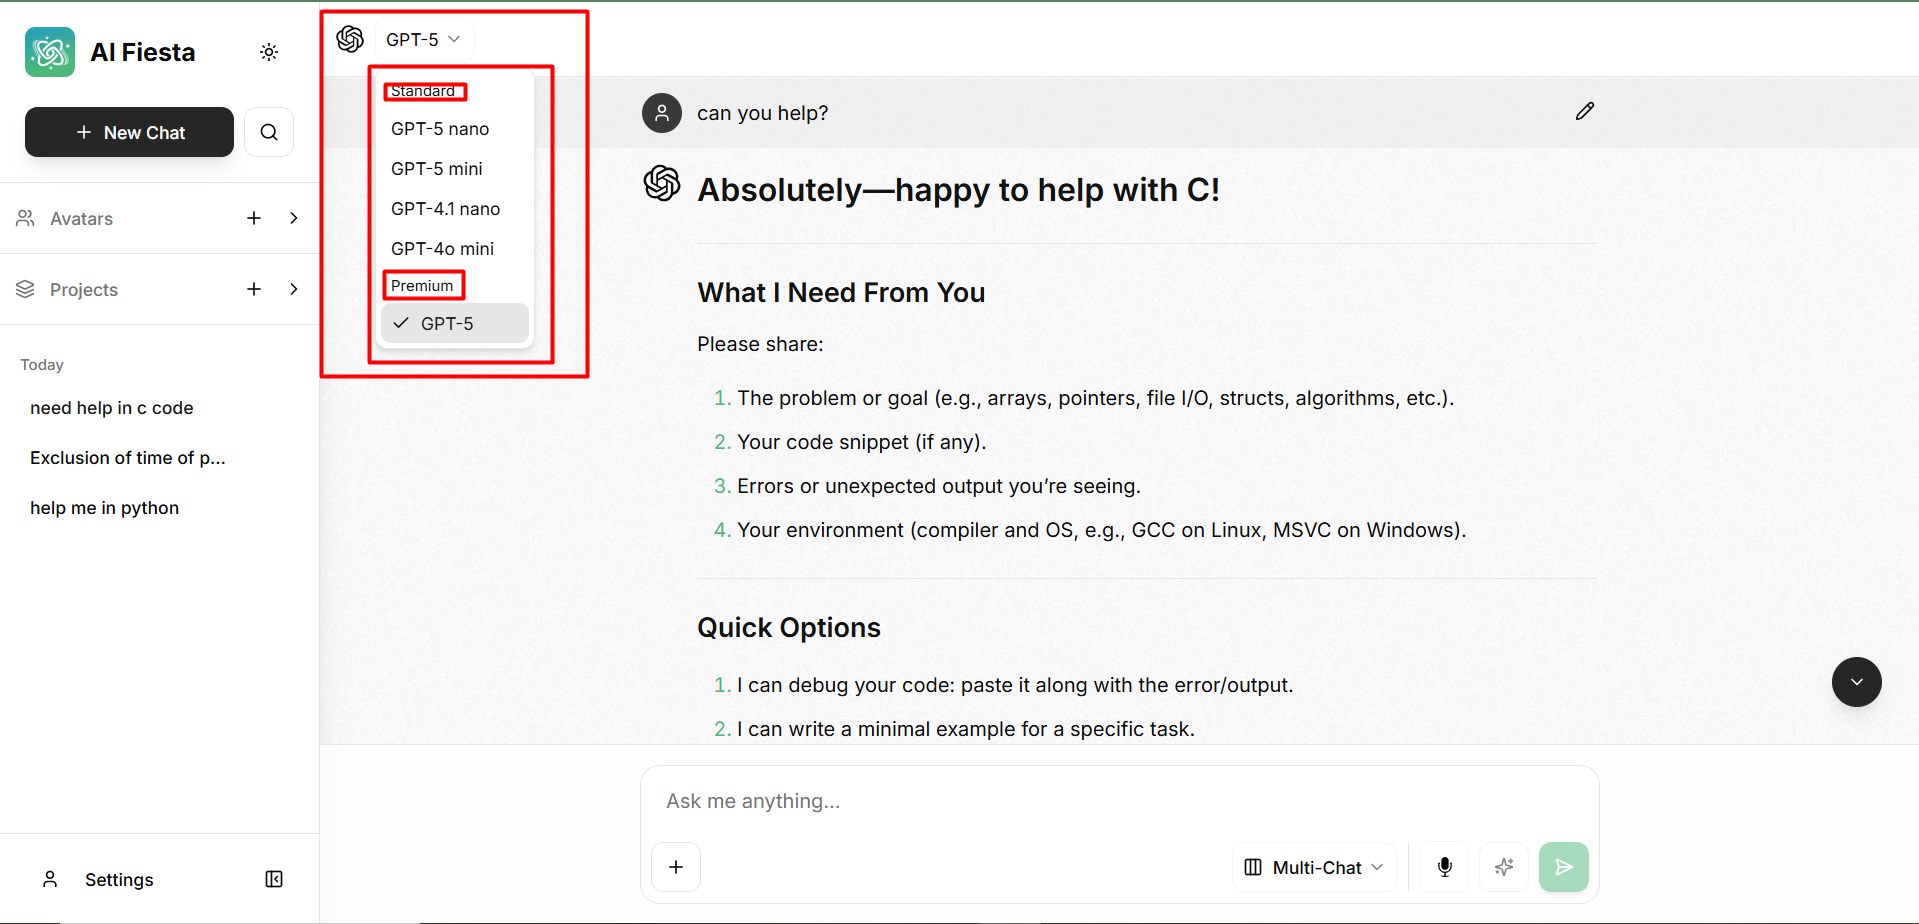 AI Fiesta
New Chat
Avatars
Projects
Today
need help in c code
Exclusion of time of p...
help me in python
Settings
GPT-5
Standard
GPT-5 nano
GPT-5 mini
GPT-4.1 nano
GPT-4o mini
Premium
GPT-5
can you help?
Absolutely—happy to help with C!
What I Need From You
Please share:
1. The problem or goal (e.g., arrays, pointers, file I/O, structs, algorithms, etc.).
2. Your code snippet (if any).
3. Errors or unexpected output you’re seeing.
4. Your environment (compiler and OS, e.g., GCC on Linux, MSVC on Windows).
Quick Options
1. I can debug your code: paste it along with the error/output.
2. I can write a minimal example for a specific task.
Ask me anything...
Multi-Chat